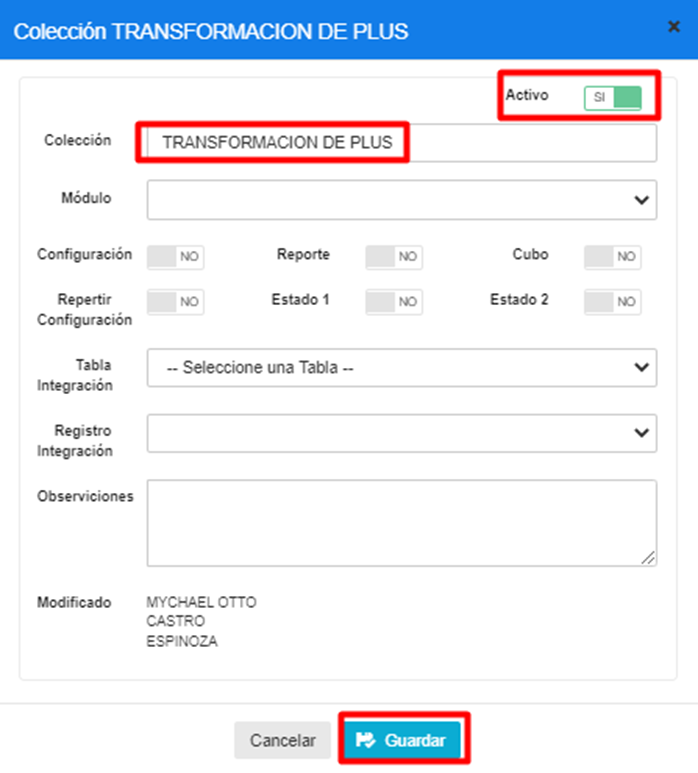 Colección TRANSFORMACION DE PLUS
×
Activo SI
Colección TRANSFORMACION DE PLUS
Módulo
Configuración NO Reporte NO Cubo NO
Repertir
Configuración NO Estado 1 NO Estado 2 NO
Tabla
Integración -- Seleccione una Tabla --
Registro
Integración
Observiciones
Modificado MYCHAEL OTTO
CASTRO
ESPINOZA
Cancelar Guardar